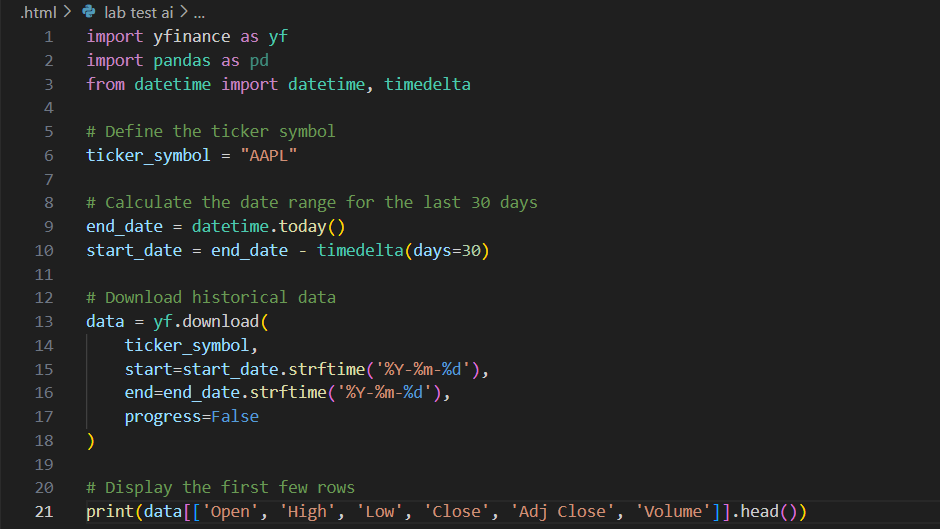 .html > lab test ai > ...
1 import yfinance as yf
2 import pandas as pd
3 from datetime import datetime, timedelta
4
5 # Define the ticker symbol
6 ticker_symbol = "AAPL"
7
8 # Calculate the date range for the last 30 days
9 end_date = datetime.today()
10 start_date = end_date - timedelta(days=30)
11
12 # Download historical data
13 data = yf.download(
14     ticker_symbol,
15     start=start_date.strftime('%Y-%m-%d'),
16     end=end_date.strftime('%Y-%m-%d'),
17     progress=False
18 )
19
20 # Display the first few rows
21 print(data[['Open', 'High', 'Low', 'Close', 'Adj Close', 'Volume']].head())